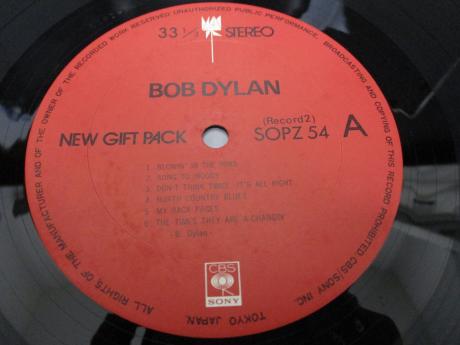 ALL RIGHTS OF THE MANUFACTURER AND OF THE OWNER OF THE RECORDED WORK RESERVED UNAUTHORIZED PUBLIC PERFORMANCE, BROADCASTING AND COPYING OF THIS RECORD PROHIBITED CBS/SONY INC.
TOKYO JAPAN.
33 1/3 STEREO
BOB DYLAN
(Record2)
NEW GIFT PACK SOPZ 54 A
1 BLOWIN' IN THE WIND
2 SONG TO WOODY
3 DON'T THINK TWICE, IT'S ALL RIGHT
4 NORTH COUNTRY BLUES
5 MY BACK PAGES
6 THE TIMES THEY ARE A-CHANGIN'
(B. Dylan)
CBS
SONY